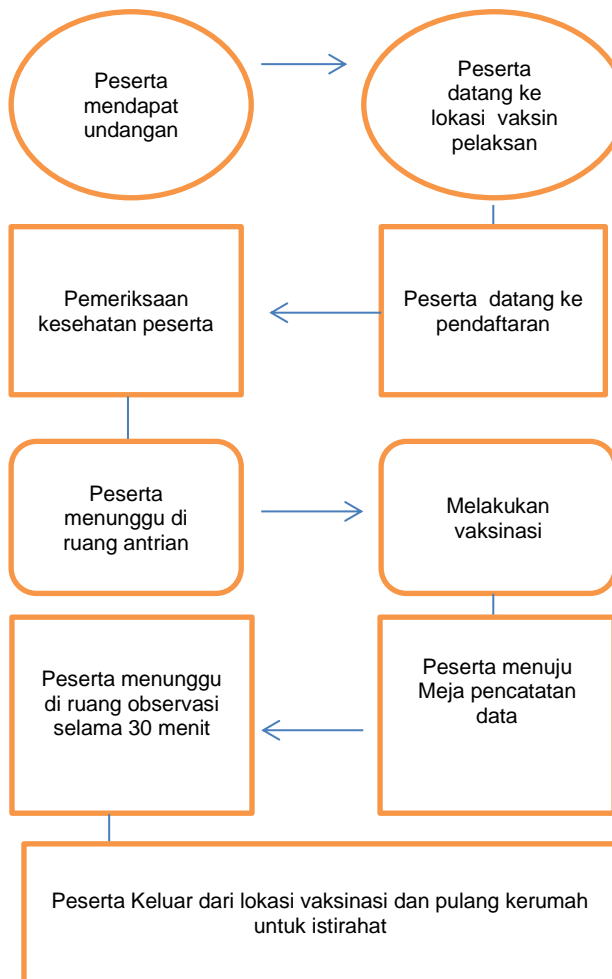 Peserta
mendapat
undangan
Peserta
datang ke
lokasi vaksin
pelaksan
Peserta datang ke
pendaftaran
Pemeriksaan
kesehatan peserta
Peserta
menunggu di
ruang antrian
Melakukan
vaksinasi
Peserta menuju
Meja pencatatan
data
Peserta menunggu
di ruang observasi
selama 30 menit
Peserta Keluar dari lokasi vaksinasi dan pulang kerumah
untuk istirahat